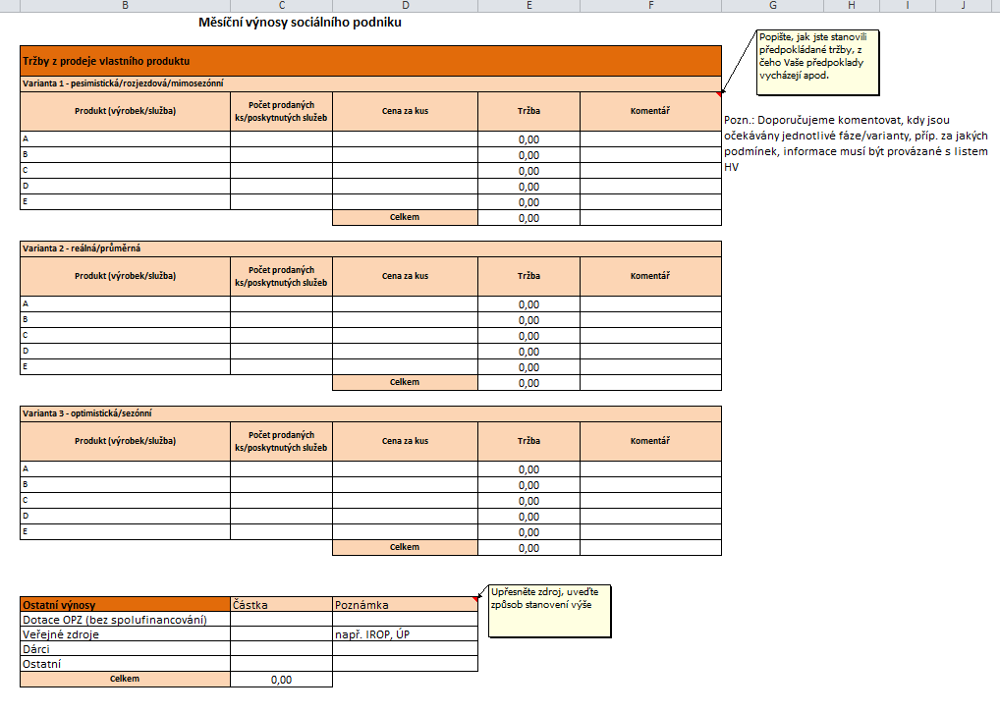 B C D E F G H I J
Měsíční výnosy sociálního podniku
Tržby z prodeje vlastního produktu
Popište, jak jste stanovili
předpokládané tržby, z
čeho Vaše předpoklady
vycházejí apod.
Varianta 1 - pesimistická/rozjezdová/mimosezónní
Produkt (výrobek/služba) Počet prodaných ks/poskytnutých služeb Cena za kus Tržba Komentář
Pozn.: Doporučujeme komentovat, kdy jsou
očekávány jednotlivé fáze/varianty, příp. za jakých
podmínek, informace musí být provázané s listem
HV
A 0,00
B 0,00
C 0,00
D 0,00
E 0,00
Celkem 0,00
Varianta 2 - reálná/průměrná
Produkt (výrobek/služba) Počet prodaných ks/poskytnutých služeb Cena za kus Tržba Komentář
A 0,00
B 0,00
C 0,00
D 0,00
E 0,00
Celkem 0,00
Varianta 3 - optimistická/sezónní
Produkt (výrobek/služba) Počet prodaných ks/poskytnutých služeb Cena za kus Tržba Komentář
A 0,00
B 0,00
C 0,00
D 0,00
E 0,00
Celkem 0,00
Ostatní výnosy Částka Poznámka
Upřesněte zdroj, uveďte
způsob stanovení výše
Dotace OPZ (bez spolufinancování)
Veřejné zdroje např. IROP, ÚP
Dárci
Ostatní
Celkem 0,00